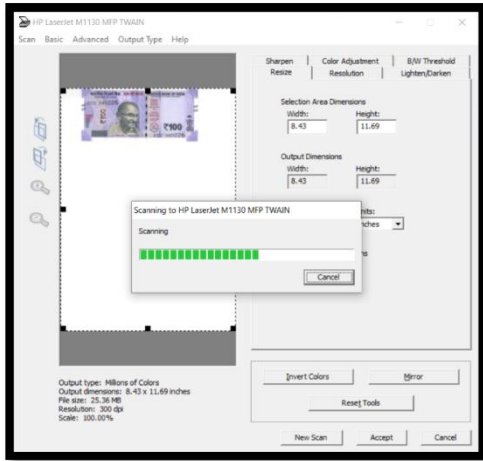 HP LaserJet M1130 MFP TWAIN
Scan Basic Advanced Output Type Help
Sharpen Color Adjustment B/W Threshold
Resize Resolution Lighten/Darken
Selection Area Dimensions
Width: Height:
8.43 11.69
Output Dimensions
Width: Height:
8.43 11.69
₹100
Scanning to HP LaserJet M1130 MFP TWAIN
Scanning
Cancel
Output type: Millions of Colors
Output dimensions: 8.43 x 11.69 inches
File size: 25.36 MB
Resolution: 300 dpi
Scale: 100.00%
Invert Colors Mirror
Reset Tools
New Scan Accept Cancel